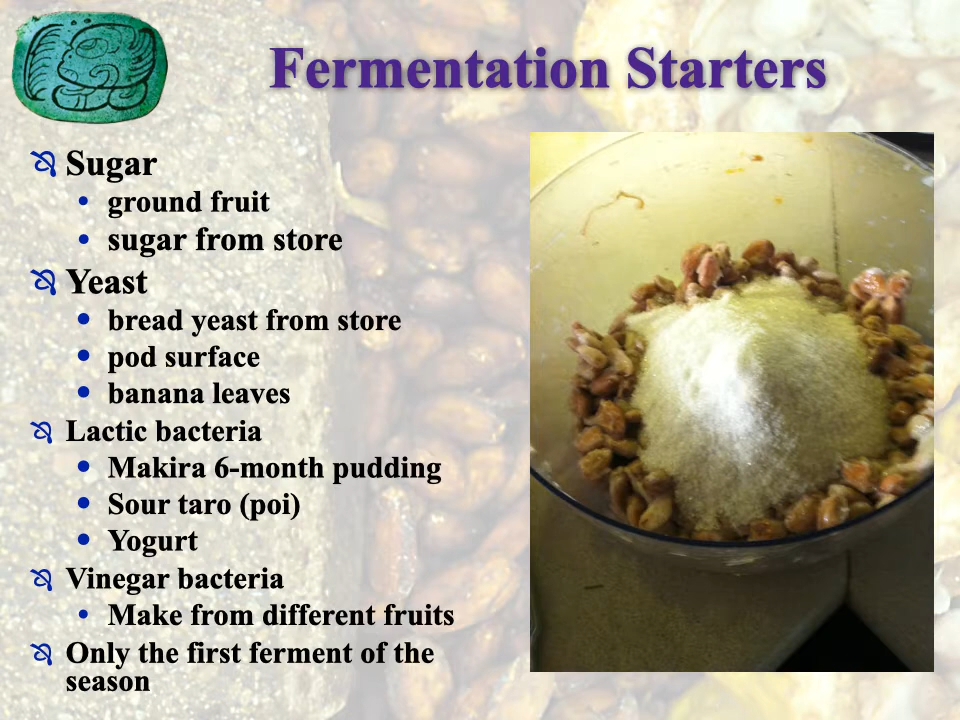 Fermentation Starters
Sugar
ground fruit
sugar from store
Yeast
bread yeast from store
pod surface
banana leaves
Lactic bacteria
Makira 6-month pudding
Sour taro (poi)
Yogurt
Vinegar bacteria
Make from different fruits
Only the first ferment of the
season